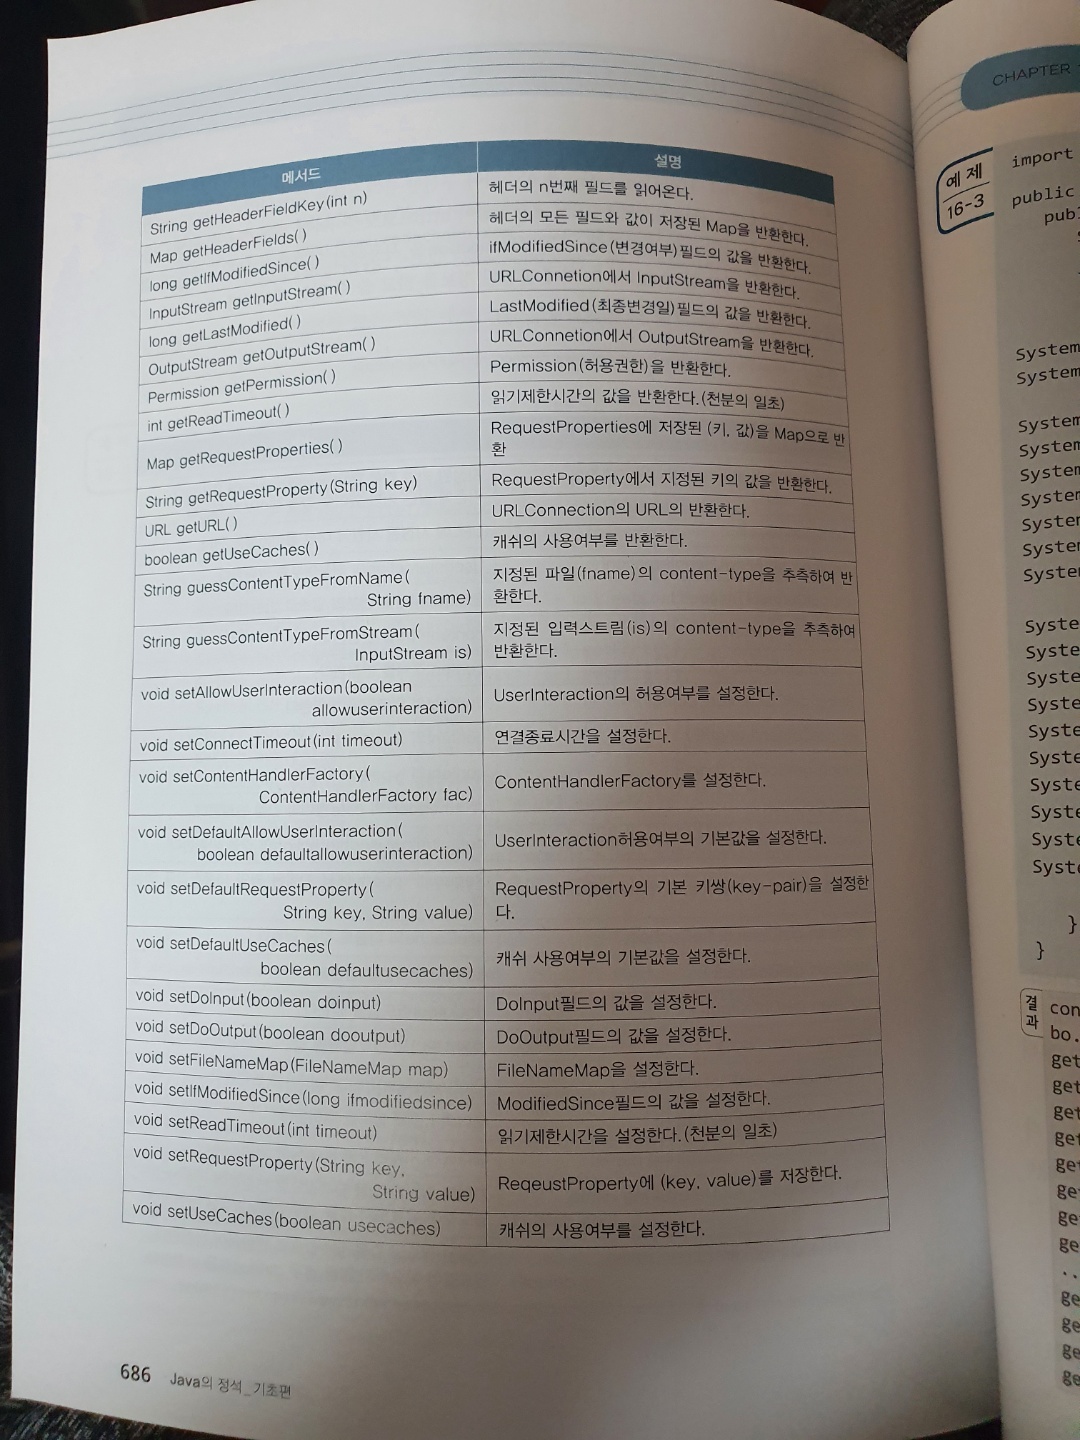 메서드 설명
String getHeaderFieldKey(int n) 헤더의 n번째 필드를 읽어온다.
Map getHeaderFields() 헤더의 모든 필드와 값이 저장된 Map을 반환한다.
long getIfModifiedSince() ifModifiedSince(변경여부)필드의 값을 반환한다.
InputStream getInputStream() URLConnetion에서 InputStream을 반환한다.
long getLastModified() LastModified(최종변경일)필드의 값을 반환한다.
OutputStream getOutputStream() URLConnetion에서 OutputStream을 반환한다.
Permission getPermission() Permission(허용권한)을 반환한다.
int getReadTimeout() 읽기제한시간의 값을 반환한다.(천분의 일초)
Map getRequestProperties() RequestProperties에 저장된 (키, 값)을 Map으로 반
환
String getRequestProperty(String key) RequestProperty에서 지정된 키의 값을 반환한다.
URL getURL() URLConnection의 URL의 반환한다.
boolean getUseCaches() 캐쉬의 사용여부를 반환한다.
String guessContentTypeFromName( 지정된 파일(fname)의 content-type을 추측하여 반
String fname) 환한다.
String guessContentTypeFromStream( 지정된 입력스트림(is)의 content-type을 추측하여
InputStream is) 반환한다.
void setAllowUserInteraction(boolean
allowuserinteraction) UserInteraction의 허용여부를 설정한다.
void setConnectTimeout(int timeout) 연결종료시간을 설정한다.
void setContentHandlerFactory(
ContentHandlerFactory fac) ContentHandlerFactory를 설정한다.
void setDefaultAllowUserInteraction(
boolean defaultallowuserinteraction) UserInteraction허용여부의 기본값을 설정한다.
void setDefaultRequestProperty( RequestProperty의 기본 키쌍(key-pair)을 설정한
String key, String value) 다.
void setDefaultUseCaches(
boolean defaultusecaches) 캐쉬 사용여부의 기본값을 설정한다.
void setDoInput(boolean doinput) DoInput필드의 값을 설정한다.
void setDoOutput(boolean dooutput) DoOutput필드의 값을 설정한다.
void setFileNameMap(FileNameMap map) FileNameMap을 설정한다.
void setIfModifiedSince(long ifmodifiedsince) ModifiedSince필드의 값을 설정한다.
void setReadTimeout(int timeout) 읽기제한시간을 설정한다.(천분의 일초)
void setRequestProperty(String key,
String value) ReqeustProperty에 (key, value)를 저장한다.
void setUseCaches(boolean usecaches) 캐쉬의 사용여부를 설정한다.
686 Java의 정석_기초편
CHAPTER
예제
16-3
import
public
System
System
System
System
System
System
System
System
System
}
}
결과